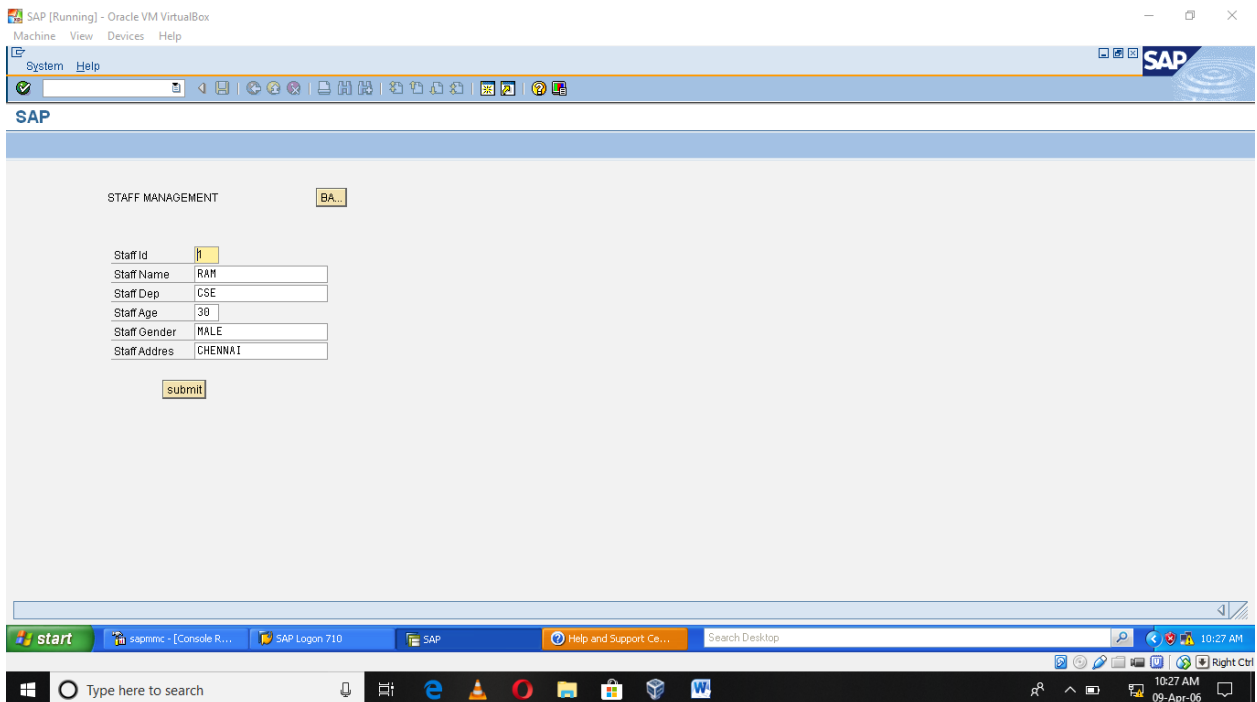 SAP [Running] - Oracle VM VirtualBox
Machine View Devices Help
System Help
SAP
SAP
STAFF MANAGEMENT BA...
Staff Id 1
Staff Name RAM
Staff Dep CSE
Staff Age 30
Staff Gender MALE
Staff Addres CHENNAI
submit
start sapmmc - [Console R... SAP Logon 710 SAP Help and Support Ce... Search Desktop 10:27 AM
Right Ctrl
Type here to search 10:27 AM
09-Apr-06